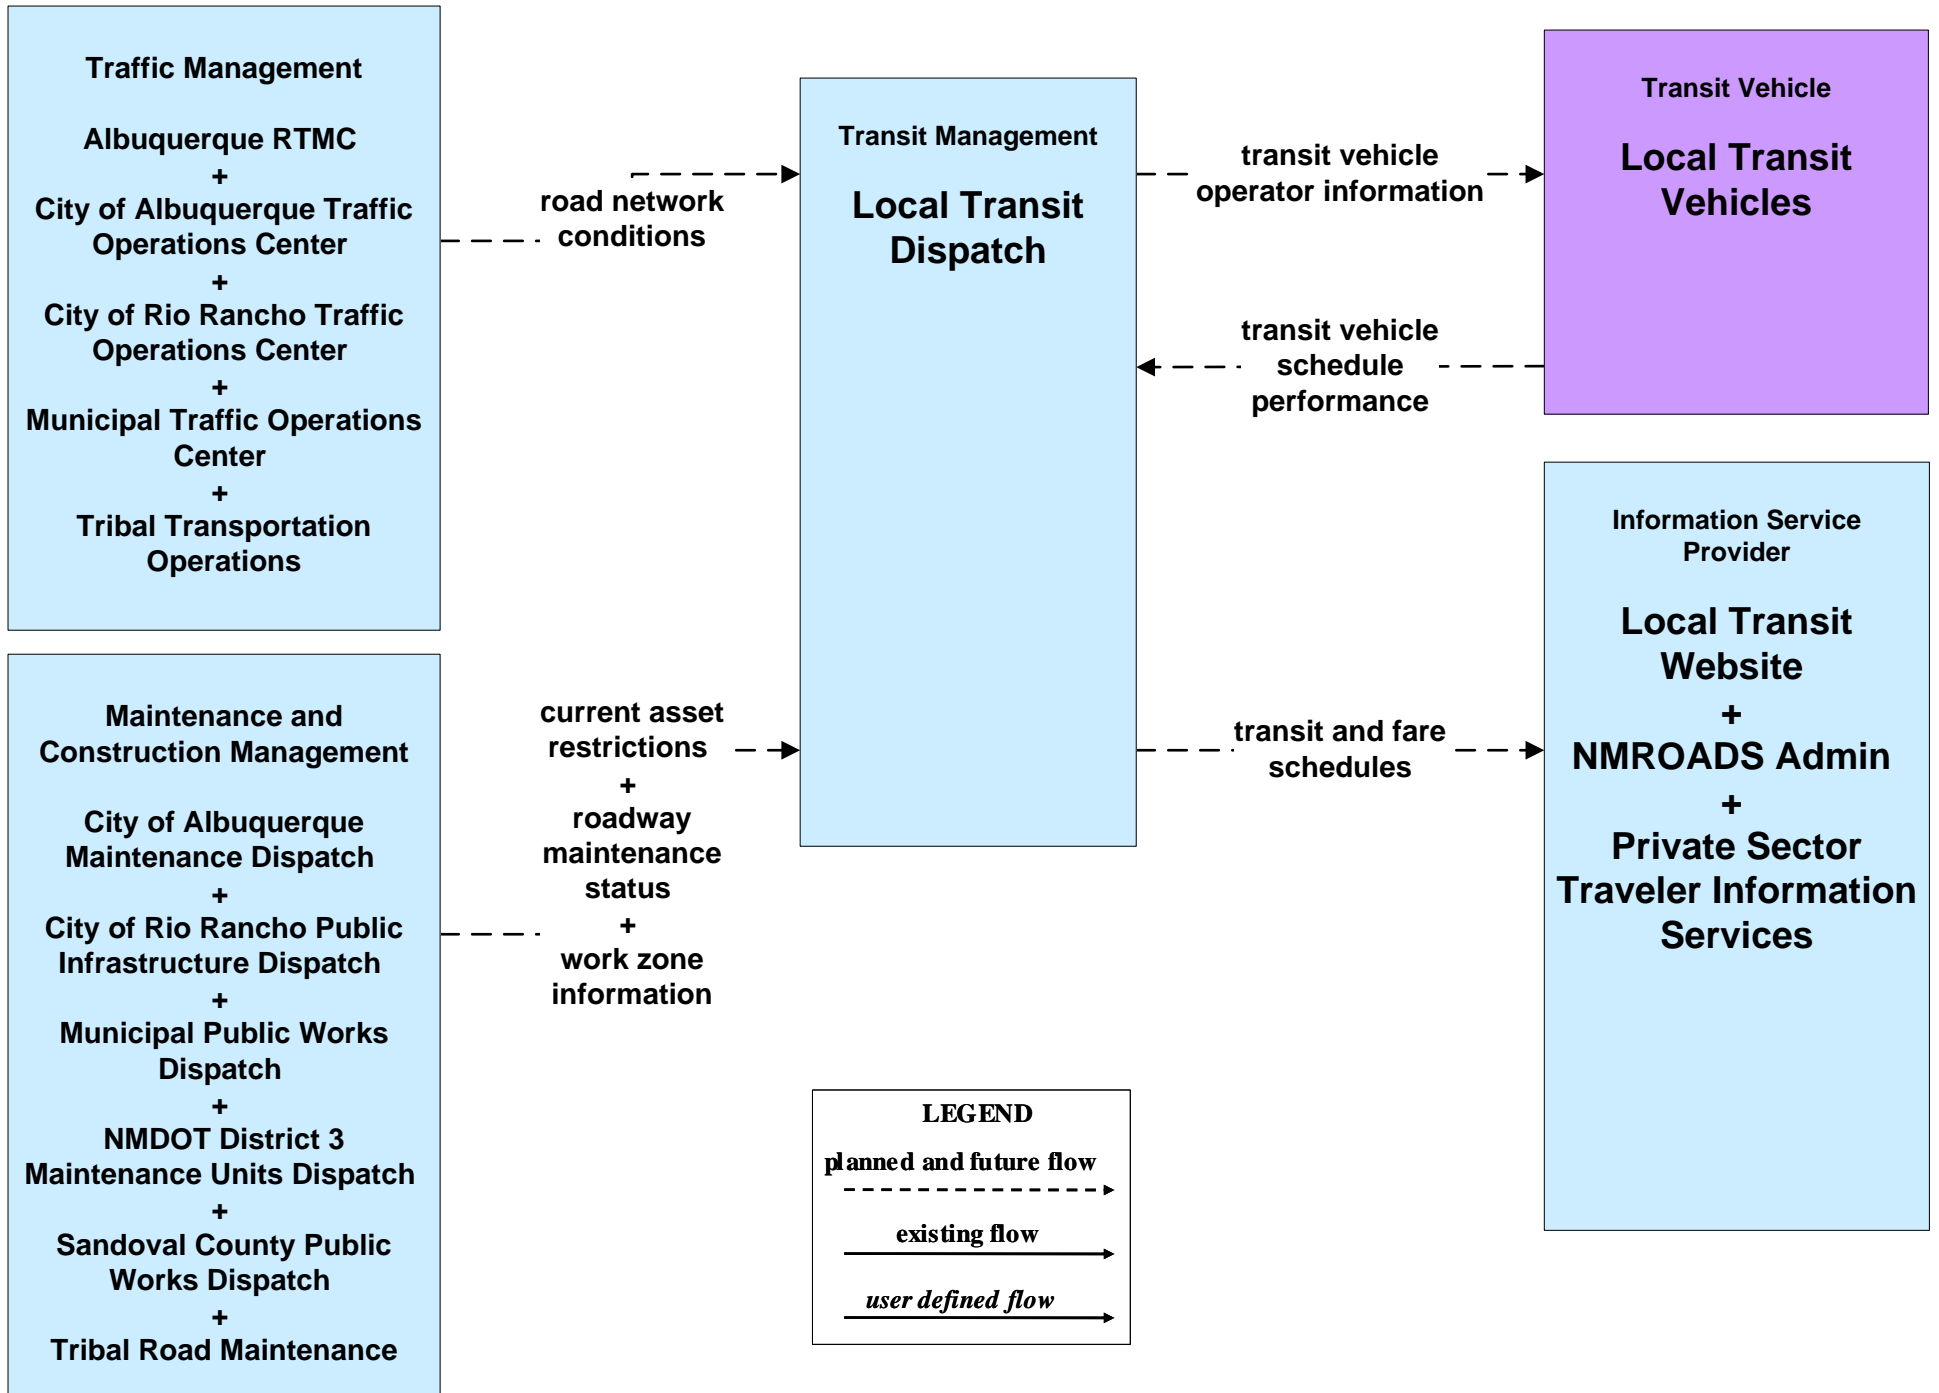 Traffic Management
Albuquerque RTMC
+
City of Albuquerque Traffic
Operations Center
+
City of Rio Rancho Traffic
Operations Center
+
Municipal Traffic Operations
Center
+
Tribal Transportation
Operations
Maintenance and
Construction Management
City of Albuquerque
Maintenance Dispatch
+
City of Rio Rancho Public
Infrastructure Dispatch
+
Municipal Public Works
Dispatch
+
NMDOT District 3
Maintenance Units Dispatch
+
Sandoval County Public
Works Dispatch
+
Tribal Road Maintenance
road network
conditions
current asset
restrictions
+
roadway
maintenance
status
+
work zone
information
Transit Management
Local Transit
Dispatch
transit vehicle
operator information
transit vehicle
schedule
performance
transit and fare
schedules
Transit Vehicle
Local Transit
Vehicles
Information Service
Provider
Local Transit
Website
+
NMROADS Admin
+
Private Sector
Traveler Information
Services
LEGEND
planned and future flow
existing flow
user defined flow